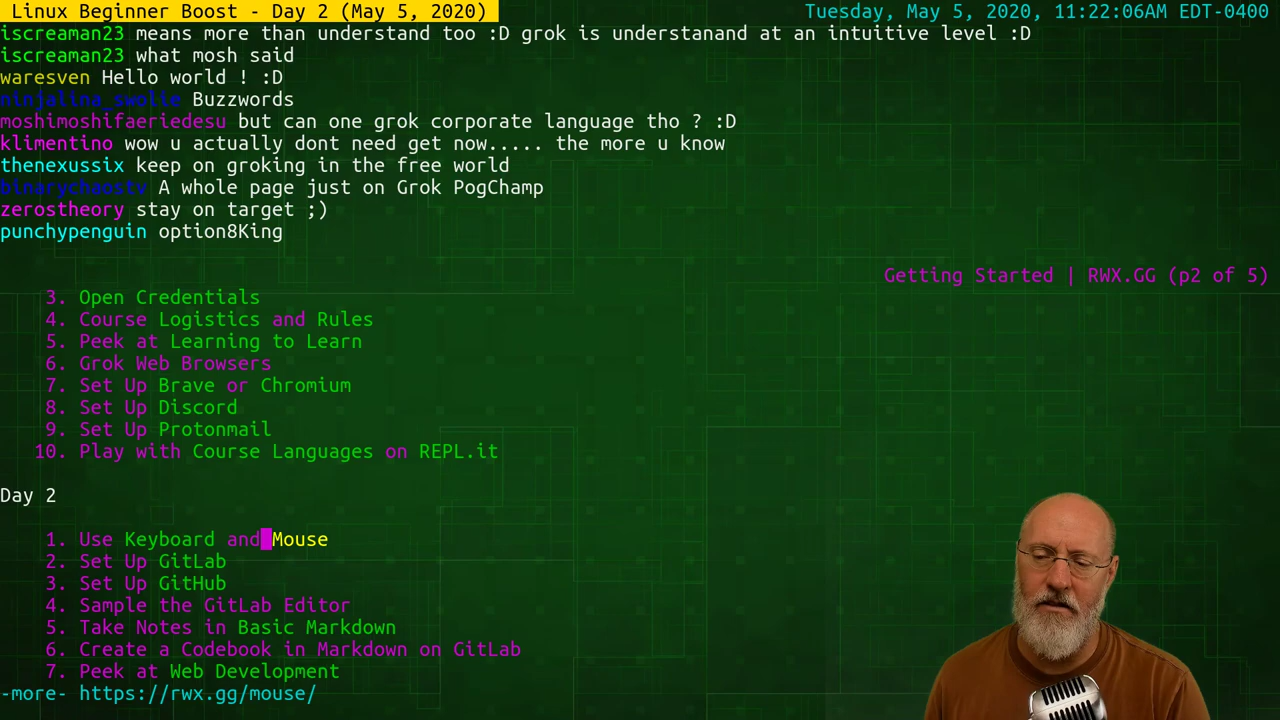 Linux Beginner Boost - Day 2 (May 5, 2020)
Tuesday, May 5, 2020, 11:22:06AM EDT-0400
iscreaman23 means more than understand too :D grok is understanand at an intuitive level :D
iscreaman23 what mosh said
waresven Hello world ! :D
ninjalina_swolie Buzzwords
moshimoshifaeriedesu but can one grok corporate language tho ? :D
klimentino wow u actually dont need get now..... the more u know
thenexussix keep on groking in the free world
binarychaostv A whole page just on Grok PogChamp
zerostheory stay on target ;)
punchypenguin option8King
Getting Started | RWX.GG (p2 of 5)
3. Open Credentials
4. Course Logistics and Rules
5. Peek at Learning to Learn
6. Grok Web Browsers
7. Set Up Brave or Chromium
8. Set Up Discord
9. Set Up Protonmail
10. Play with Course Languages on REPL.it
Day 2
1. Use Keyboard and Mouse
2. Set Up GitLab
3. Set Up GitHub
4. Sample the GitLab Editor
5. Take Notes in Basic Markdown
6. Create a Codebook in Markdown on GitLab
7. Peek at Web Development
-more- https://rwx.gg/mouse/